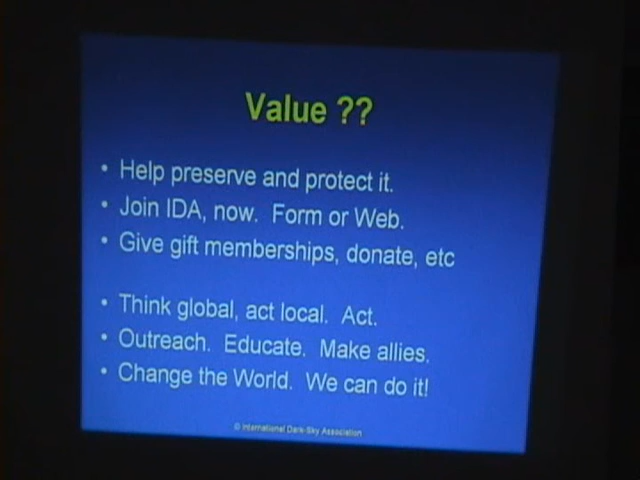 Value ??
• Help preserve and protect it.
• Join IDA, now. Form or Web.
• Give gift memberships, donate, etc
• Think global, act local. Act.
• Outreach. Educate. Make allies.
• Change the World. We can do it!
© International Dark-Sky Association